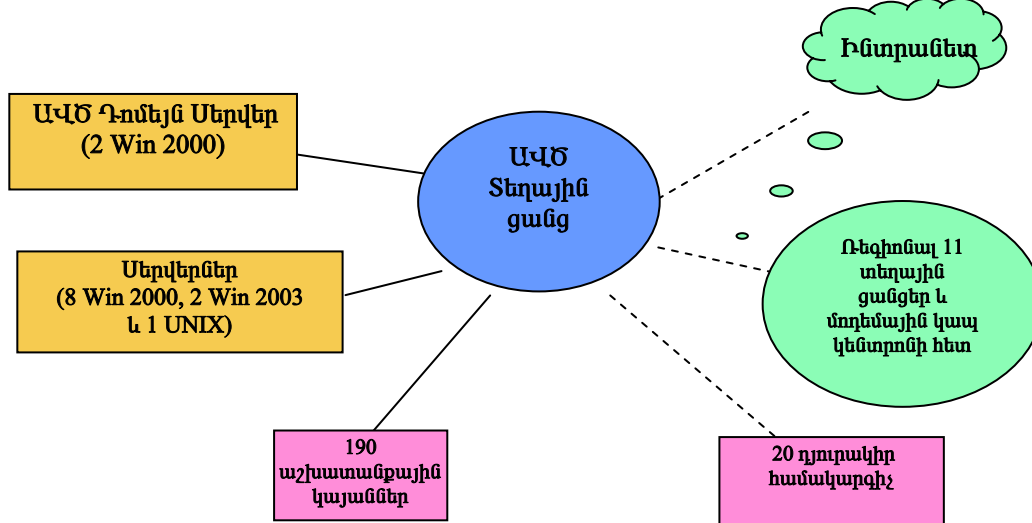 Ինտրանետ
ԱՎԾ Դոմեյն Սերվեր
(2 Win 2000)
ԱՎԾ
Տեղային
ցանց
Սերվերներ
(8 Win 2000, 2 Win 2003
և 1 UNIX)
Ռեգիոնալ 11
տեղային
ցանցեր և
մոդեմային կապ
կենտրոնի հետ
190
աշխատանքային
կայաններ
20 դյուրակիր
համակարգիչ